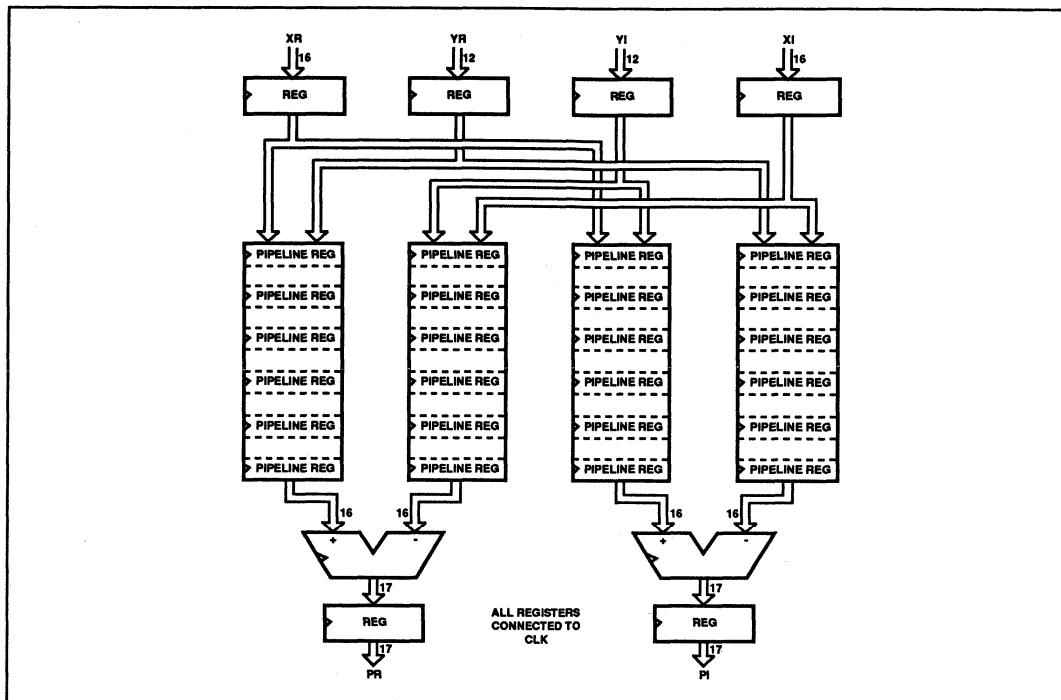 XR YR YI XI
16 12 12 16
REG REG REG REG
PIPELINE REG PIPELINE REG PIPELINE REG PIPELINE REG
PIPELINE REG PIPELINE REG PIPELINE REG PIPELINE REG
PIPELINE REG PIPELINE REG PIPELINE REG PIPELINE REG
PIPELINE REG PIPELINE REG PIPELINE REG PIPELINE REG
PIPELINE REG PIPELINE REG PIPELINE REG PIPELINE REG
PIPELINE REG PIPELINE REG PIPELINE REG PIPELINE REG
16 16 16 16
+ - + -
17 17
REG REG
ALL REGISTERS
CONNECTED TO
CLK
17 17
PR PI